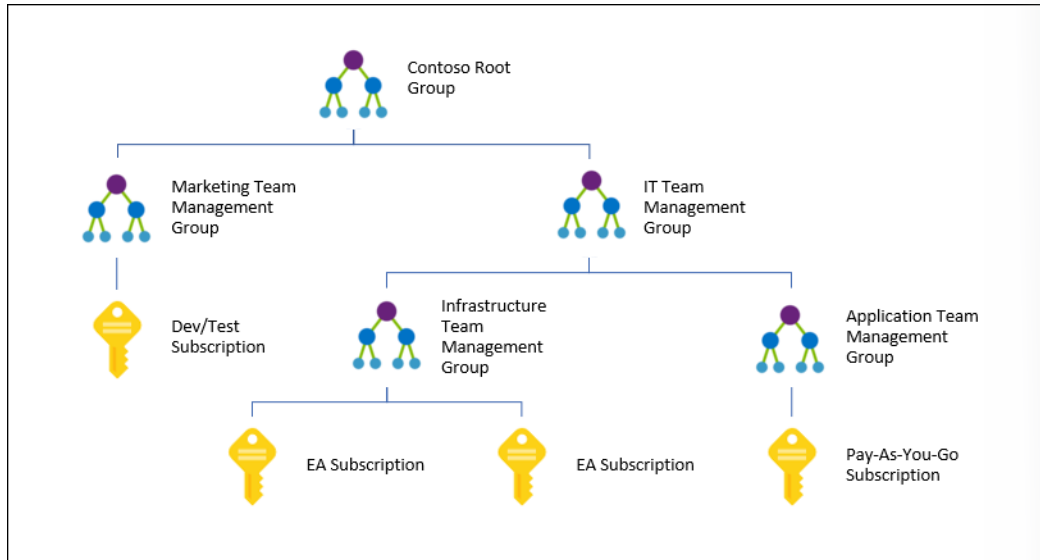 Contoso Root
Group
Marketing Team
Management
Group
IT Team
Management
Group
Dev/Test
Subscription
Infrastructure
Team
Management
Group
Application Team
Management
Group
EA Subscription
EA Subscription
Pay-As-You-Go
Subscription